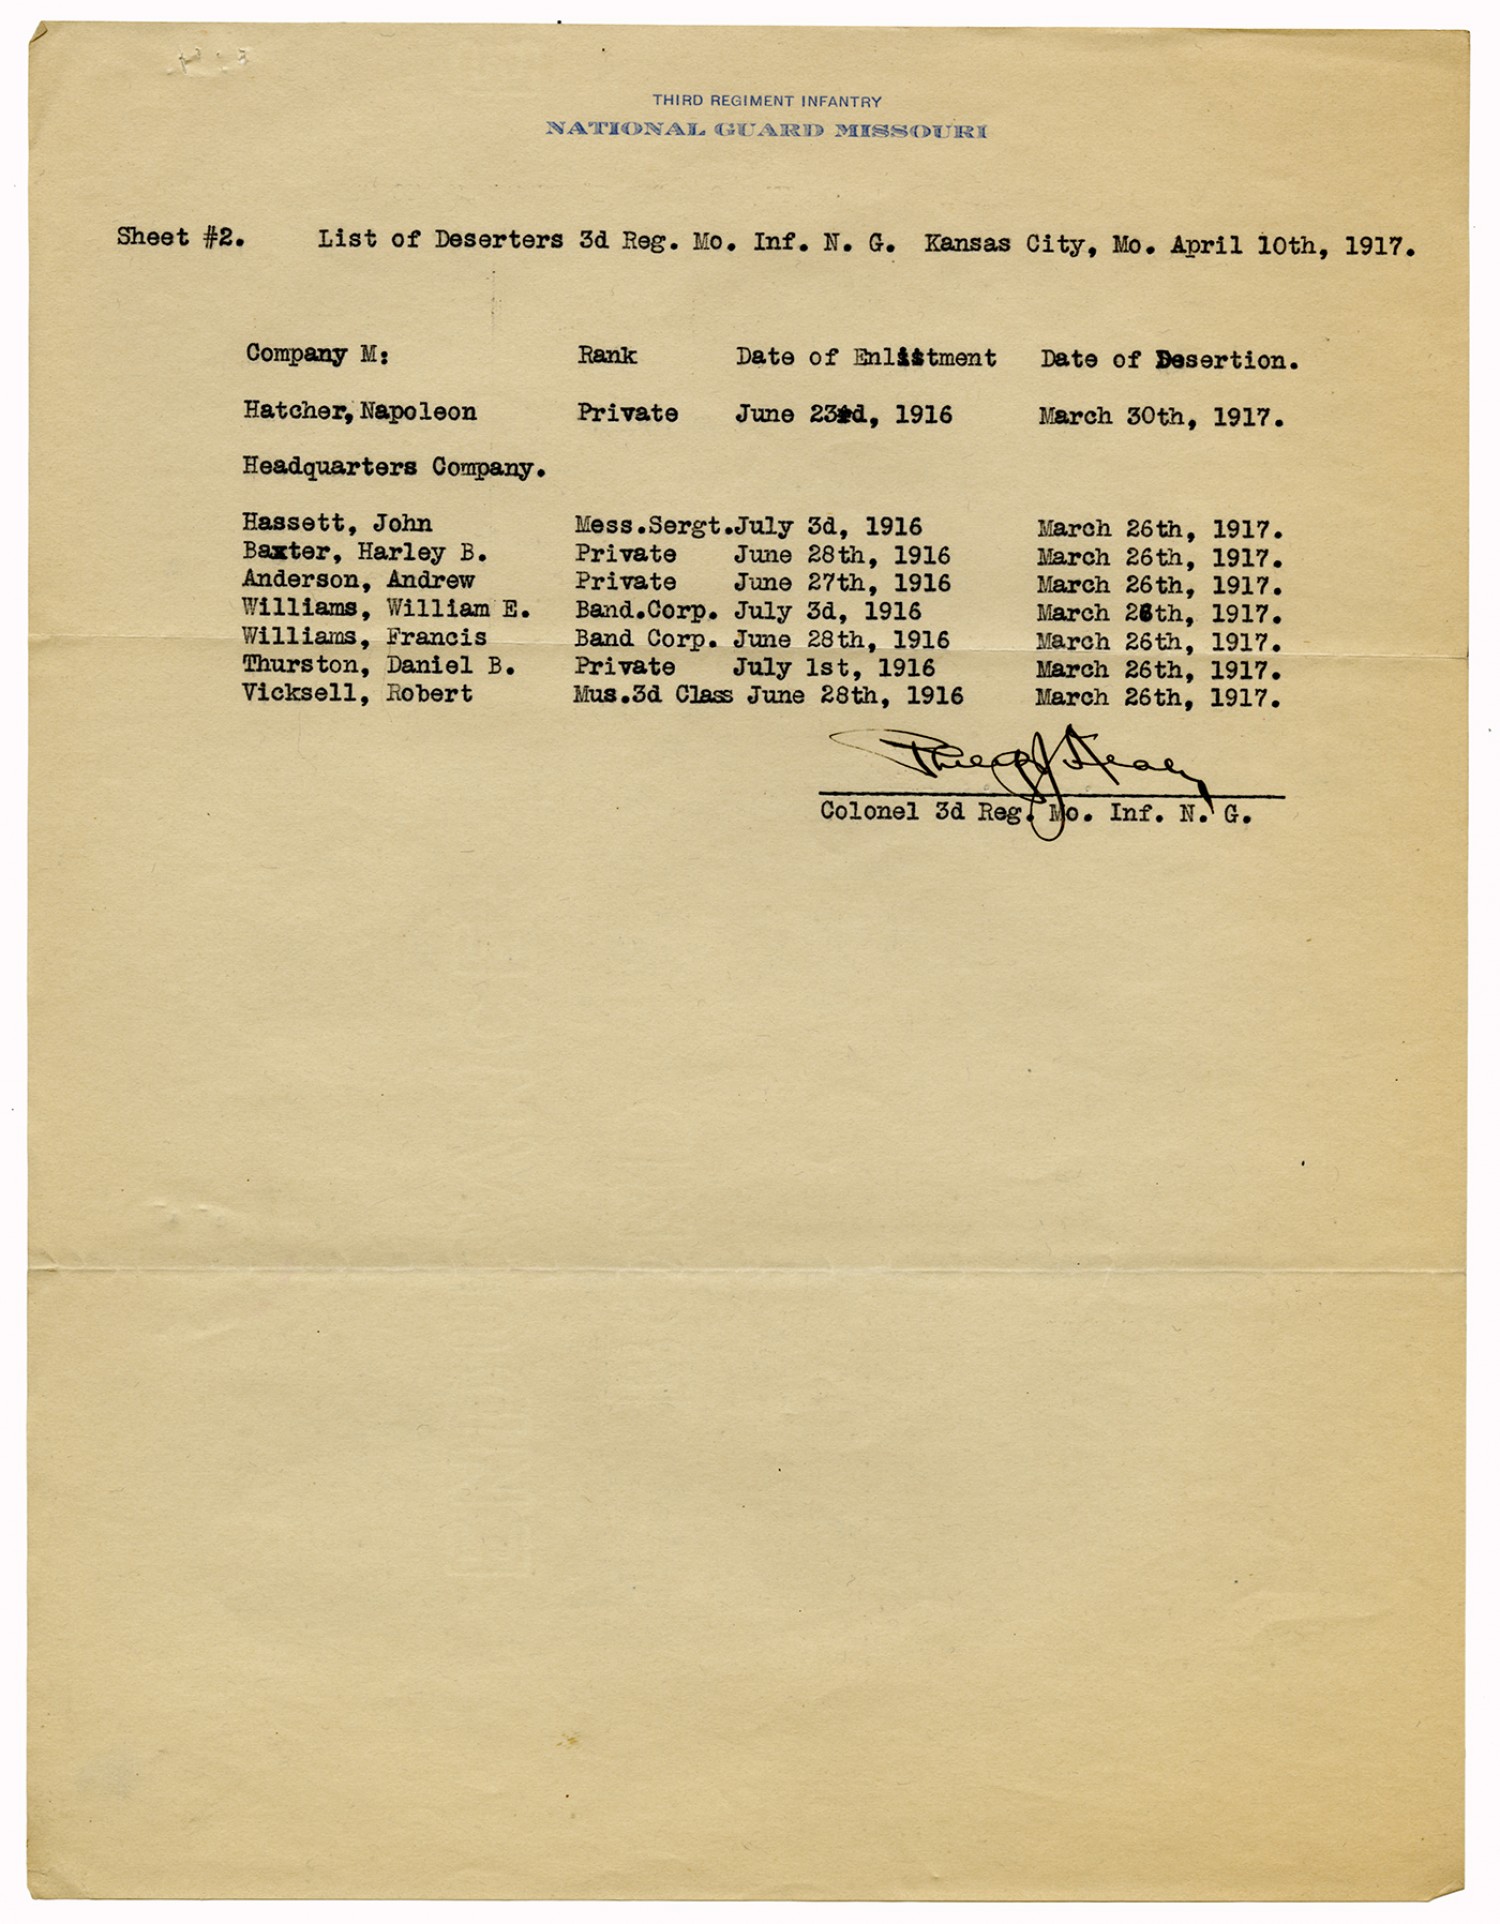 THIRD REGIMENT INFANTRY
NATIONAL GUARD MISSOURI
Sheet #2. List of Deserters 3d Reg. Mo. Inf. N. G. Kansas City, Mo. April 10th, 1917.
Company M: Rank Date of Enlistment Date of Desertion.
Hatcher, Napoleon Private June 23d, 1916 March 30th, 1917.
Headquarters Company.
Hassett, John Mess.Sergt. July 3d, 1916 March 26th, 1917.
Baxter, Harley B. Private June 28th, 1916 March 26th, 1917.
Anderson, Andrew Private June 27th, 1916 March 26th, 1917.
Williams, William E. Band.Corp. July 3d, 1916 March 26th, 1917.
Williams, Francis Band Corp. June 28th, 1916 March 26th, 1917.
Thurston, Daniel B. Private July 1st, 1916 March 26th, 1917.
Vicksell, Robert Mus.3d Class June 28th, 1916 March 26th, 1917.
Colonel 3d Reg. Mo. Inf. N. G.